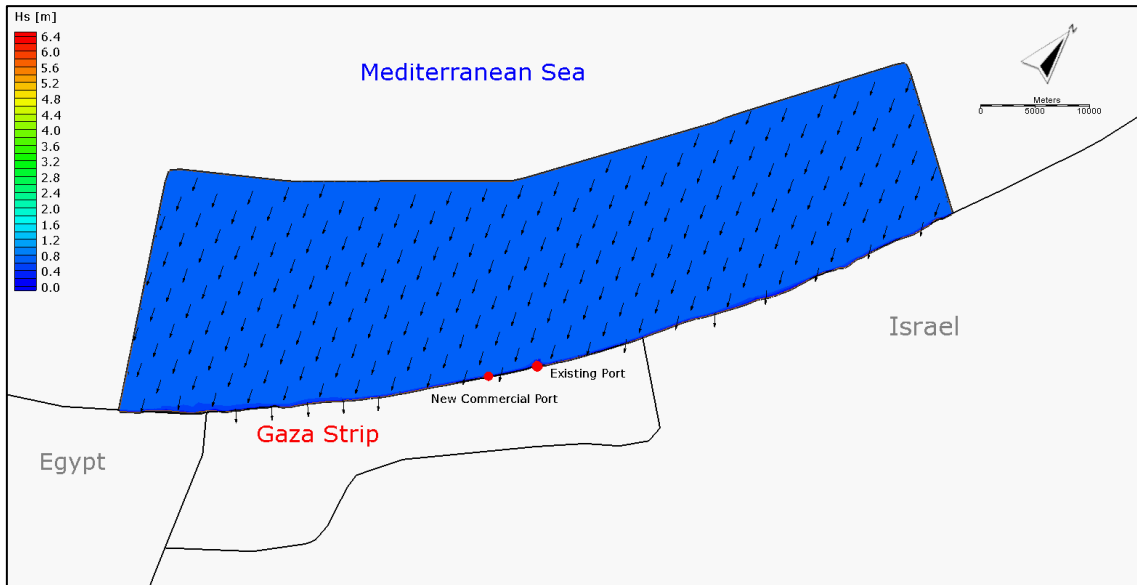 Hs [m]
6.4
6.0
5.6
5.2
4.8
4.4
4.0
3.6
3.2
2.8
2.4
2.0
1.6
1.2
0.8
0.4
0.0
Mediterranean Sea
N
Meters
0 5000 10000
Israel
Existing Port
New Commercial Port
Gaza Strip
Egypt